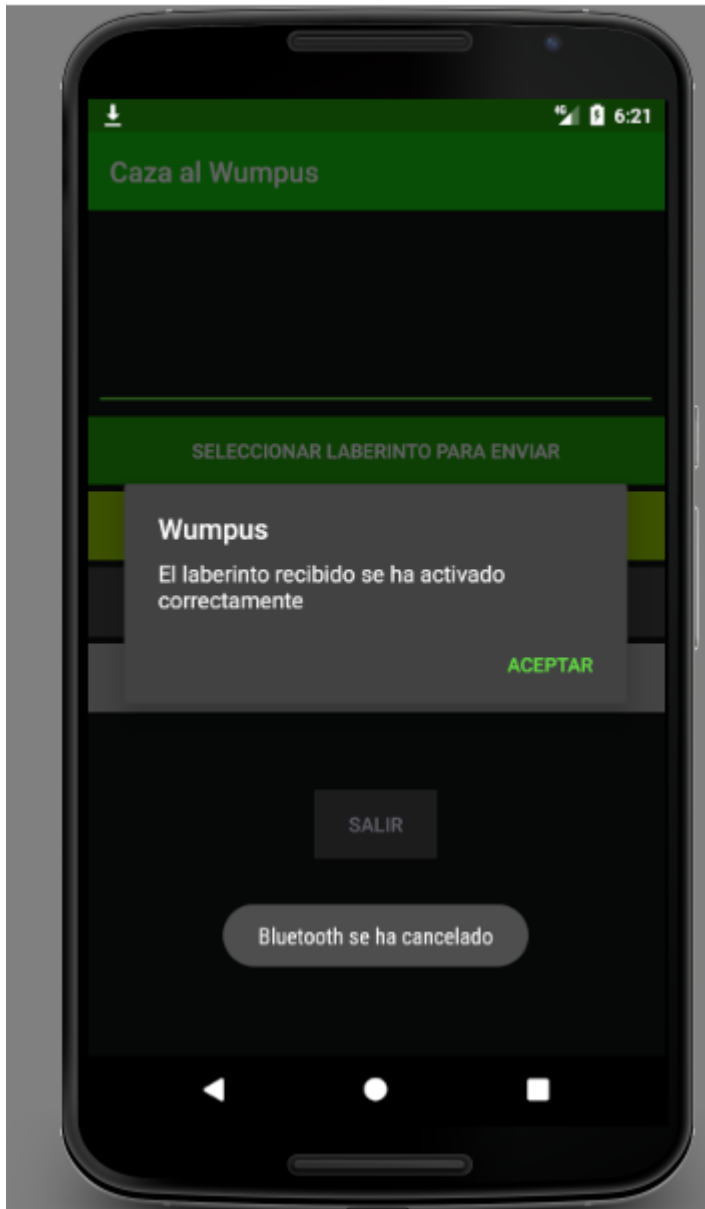 4G 6:21
Caza al Wumpus
SELECCIONAR LABERINTO PARA ENVIAR
Wumpus
El laberinto recibido se ha activado
correctamente
ACEPTAR
SALIR
Bluetooth se ha cancelado